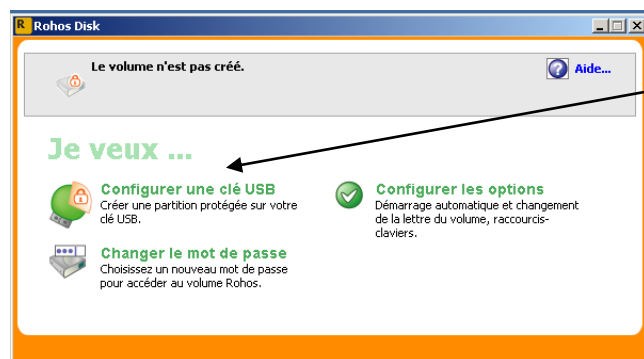 Rohos Disk
Le volume n'est pas créé.
Aide...
Je veux ...
Configurer une clé USB
Créer une partition protégée sur votre
clé USB.
Configurer les options
Démarrage automatique et changement
de la lettre du volume, raccourcis-
claviers.
Changer le mot de passe
Choisissez un nouveau mot de passe
pour accéder au volume Rohos.